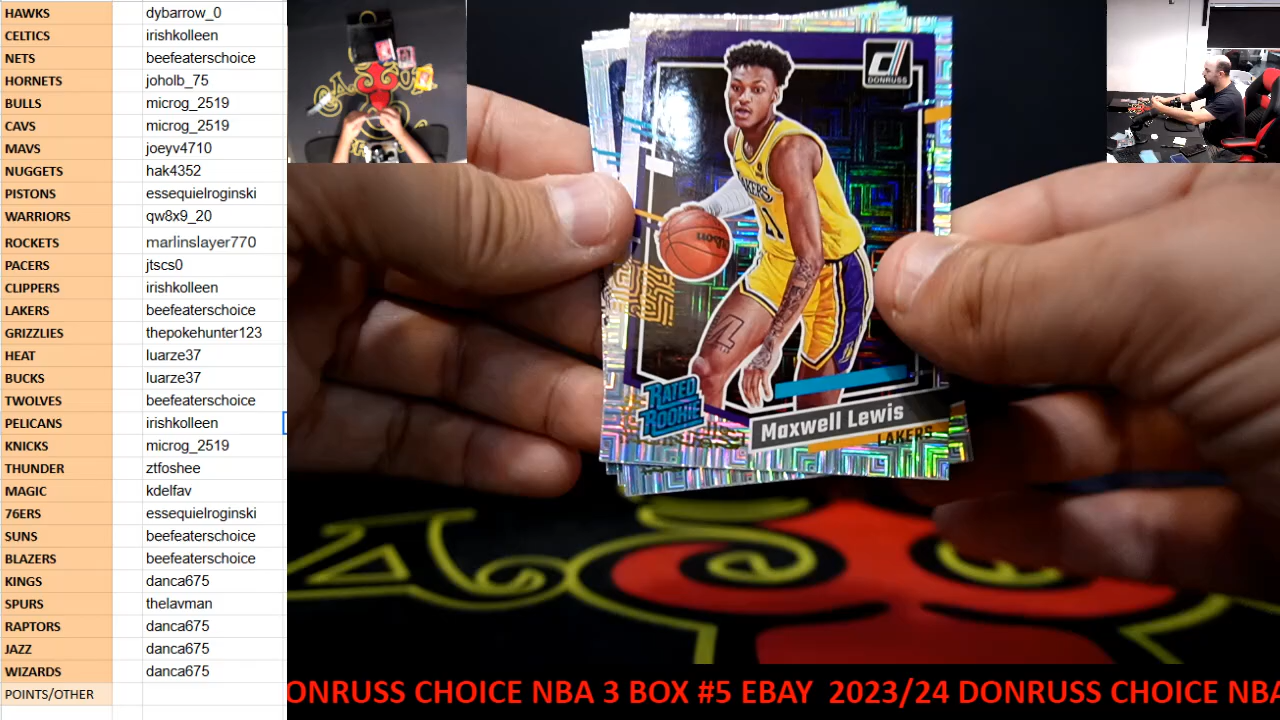 HAWKS dybarrow_0
CELTICS irishkolleen
NETS beefeaterschoice
HORNETS joholb_75
BULLS microg_2519
CAVS microg_2519
MAVS joeyv4710
NUGGETS hak4332
PISTONS essequielroginski
WARRIORS qw8x9_20
ROCKETS marlinslayer770
PACERS jtscs0
CLIPPERS irishkolleen
LAKERS beefeaterschoice
GRIZZLIES thepokehunter123
HEAT luarze37
BUCKS luarze37
TWOLVES beefeaterschoice
PELICANS irishkolleen
KNICKS microg_2519
THUNDER ztfoshee
MAGIC kdelfav
76ERS essequielroginski
SUNS beefeaterschoice
BLAZERS beefeaterschoice
KINGS danca675
SPURS thelavman
RAPTORS danca675
JAZZ danca675
WIZARDS danca675
POINTS/OTHER
d
DONRUSS
LAKERS
RATED
ROOKIE
Maxwell Lewis
LAKERS
ONRUSS CHOICE NBA 3 BOX #5 EBAY 2023/24 DONRUSS CHOICE NBA